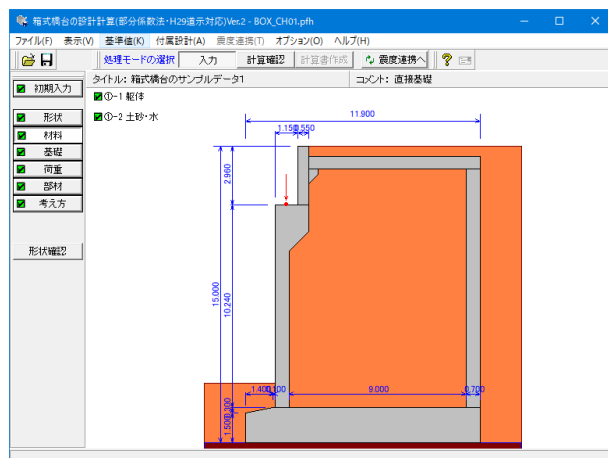 箱式橋台の設計計算(部分係数法・H29道示対応)Ver.2 - BOX_CH01.pfh
ファイル(F) 表示(V) 基準値(K) 付属設計(A) 震度連携(T) オプション(O) ヘルプ(H)
処理モードの選択 入力 計算確認 計算書作成 震度連携へ
初期入力
形状
材料
基礎
荷重
部材
考え方
形状確認
タイトル: 箱式橋台のサンプルデータ1 コメント: 直接基礎
①-1 躯体
①-2 土砂・水
11.900
1.150
0.550
2.960
15.000
10.240
1.400
9.000
0.700
0.300
1.500